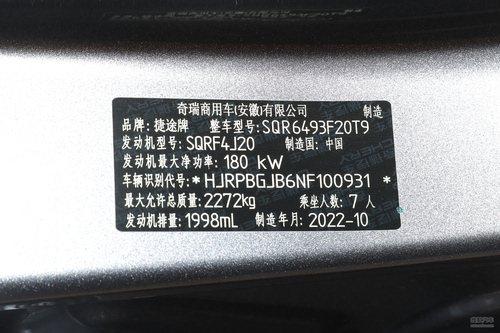 奇瑞商用车(安徽)有限公司 制造
品牌: 捷途牌 整车型号: SQR6493F20T9
发动机型号: SQRF4J20 制造国: 中国
发动机最大净功率: 180 kW
车辆识别代号: *HJRPBGJB6NF100931*
最大允许总质量: 2272kg 乘坐人数: 7 人
发动机排量: 1998mL 制造年月: 2022-10